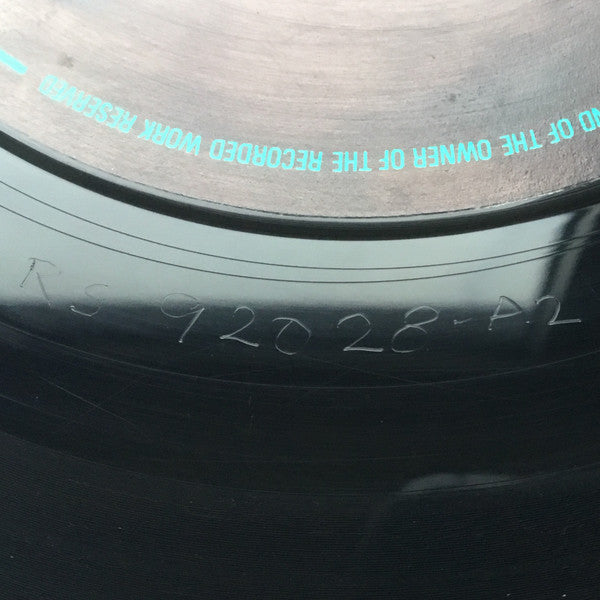 ND OF THE OWNER OF THE RECORDED WORK RESERVED
RS 92028-A2